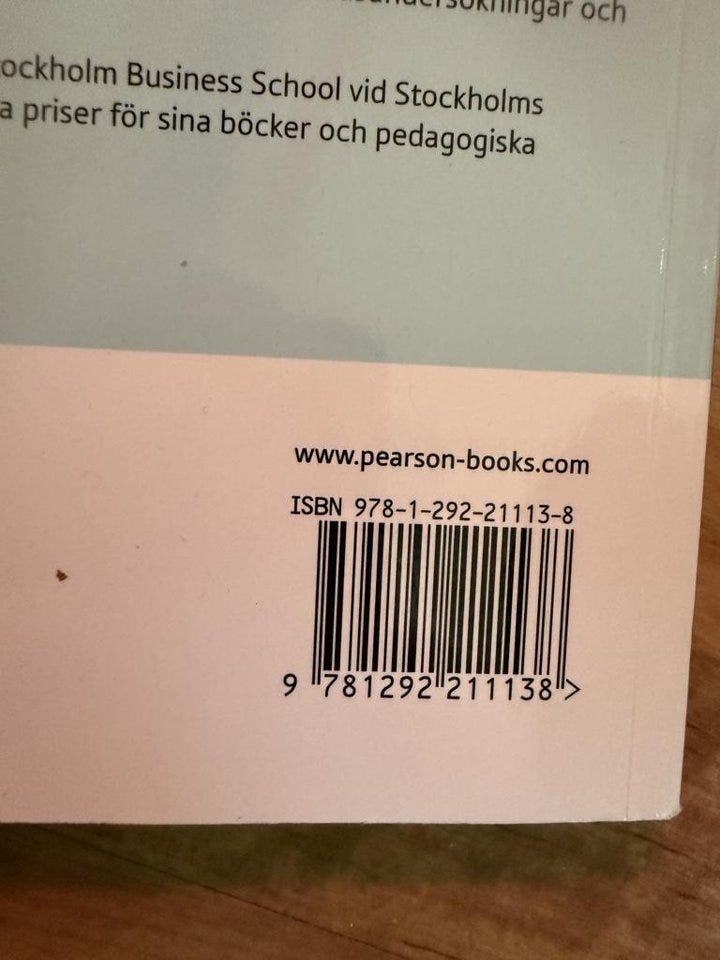 och
Business School vid Stockholms
priser för sina böcker och pedagogiska
www.pearson-books.com
ISBN 978-1-292-21113-8
9 781292 211138 >